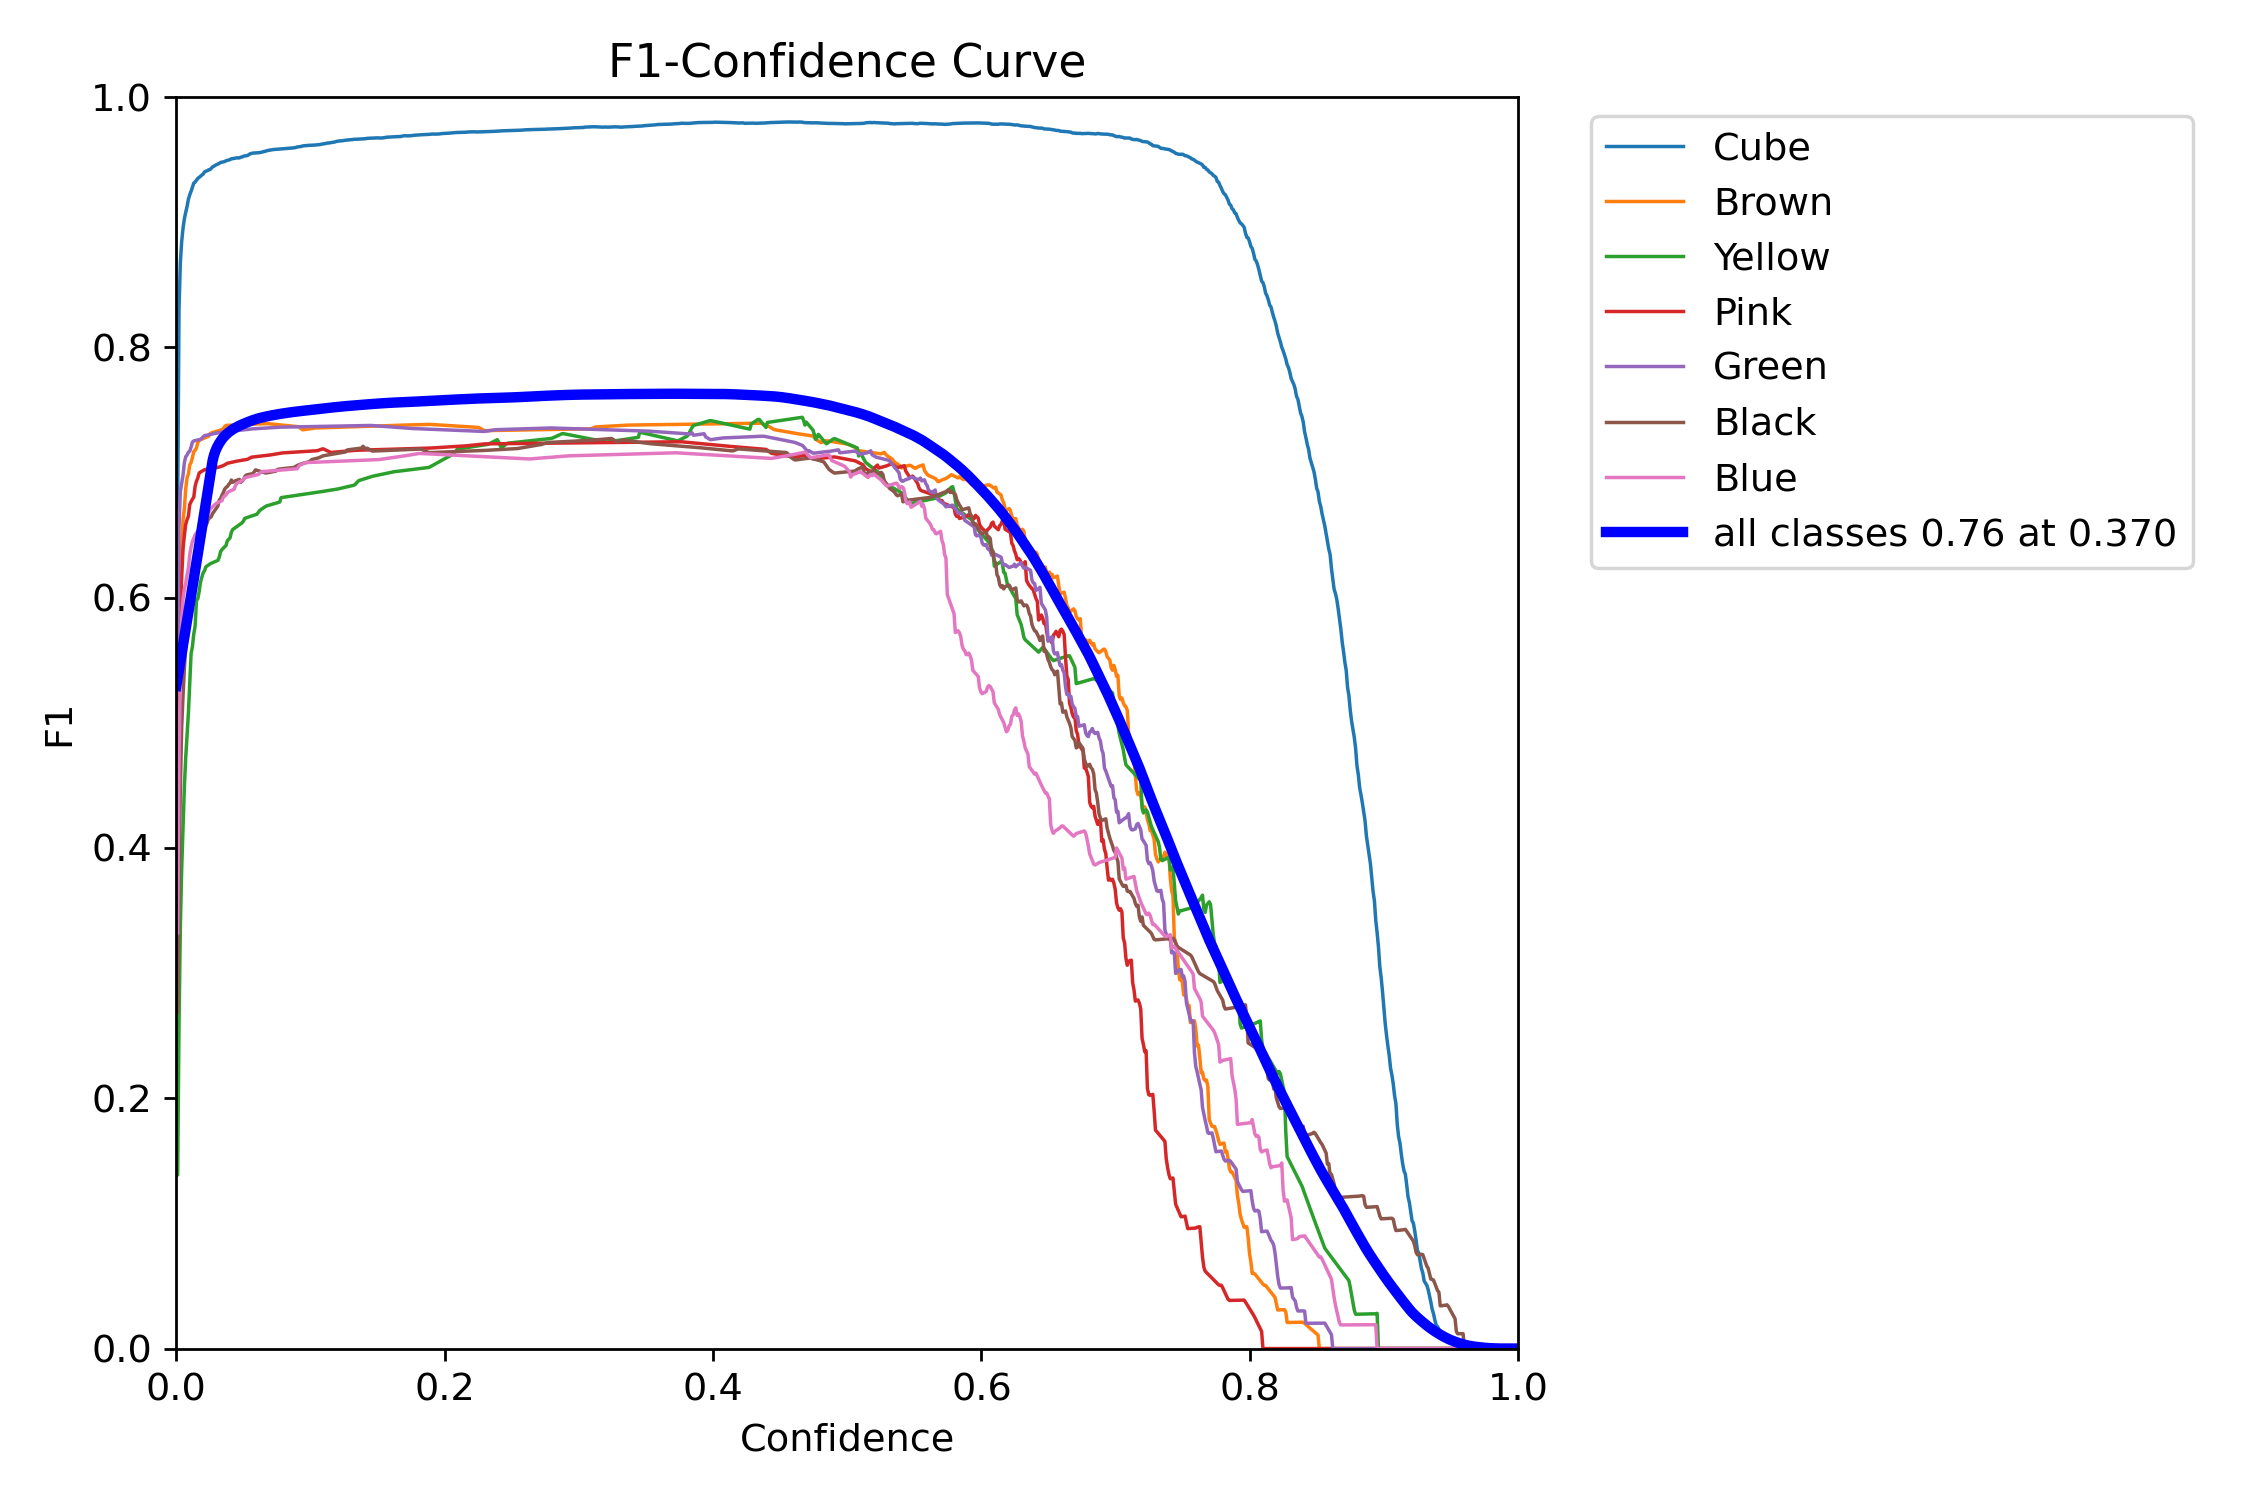 F1-Confidence Curve
1.0
0.8
0.6
0.4
0.2
0.0
F1
0.0 0.2 0.4 0.6 0.8 1.0
Confidence
Cube
Brown
Yellow
Pink
Green
Black
Blue
all classes 0.76 at 0.370